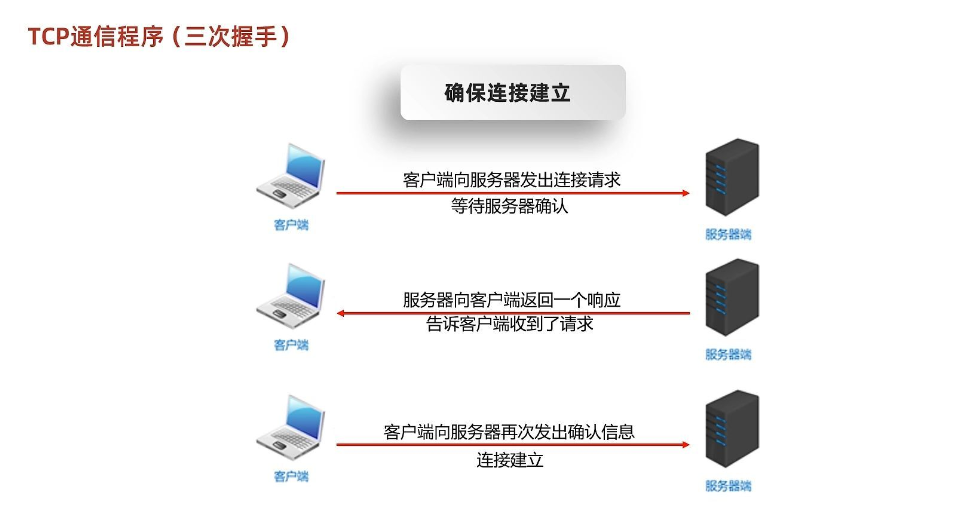 TCP通信程序（三次握手）
确保连接建立
客户端向服务器发出连接请求
等待服务器确认
客户端
服务器端
服务器向客户端返回一个响应
告诉客户端收到了请求
客户端
服务器端
客户端向服务器再次发出确认信息
连接建立
客户端
服务器端